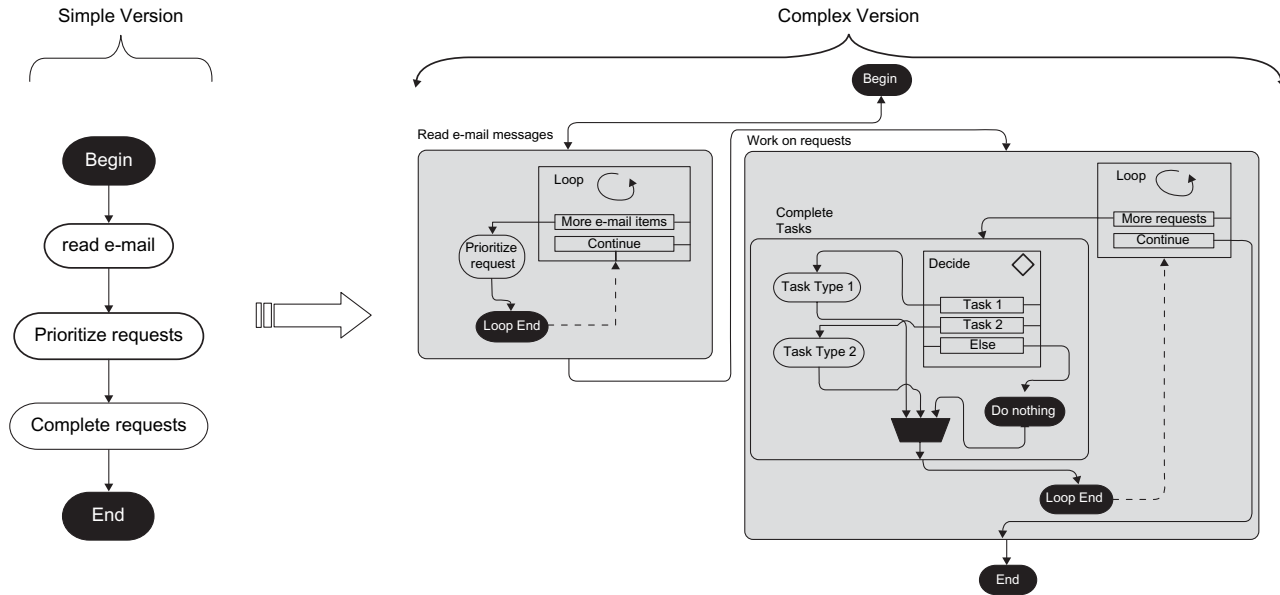 Simple Version
Begin
read e-mail
Prioritize requests
Complete requests
End
Complex Version
Begin
Read e-mail messages
Loop
More e-mail items
Continue
Prioritize
request
Loop End
Work on requests
Loop
More requests
Continue
Complete
Tasks
Decide
Task 1
Task 2
Else
Task Type 1
Task Type 2
Do nothing
Loop End
End